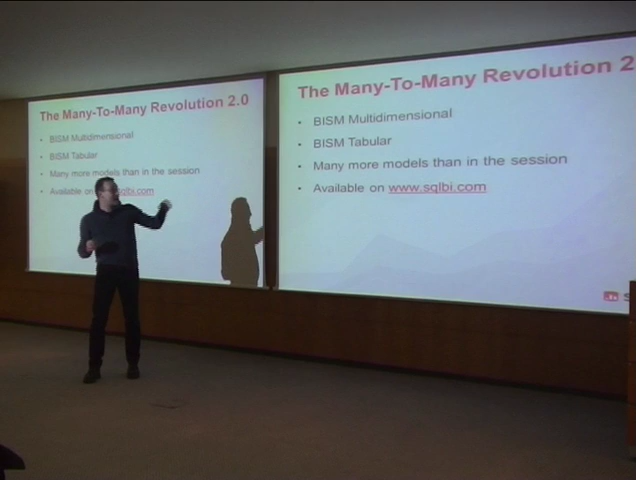 The Many-To-Many Revolution 2.0
• BISM Multidimensional
• BISM Tabular
• Many more models than in the session
• Available on sqlbi.com
The Many-To-Many Revolution 2
• BISM Multidimensional
• BISM Tabular
• Many more models than in the session
• Available on www.sqlbi.com